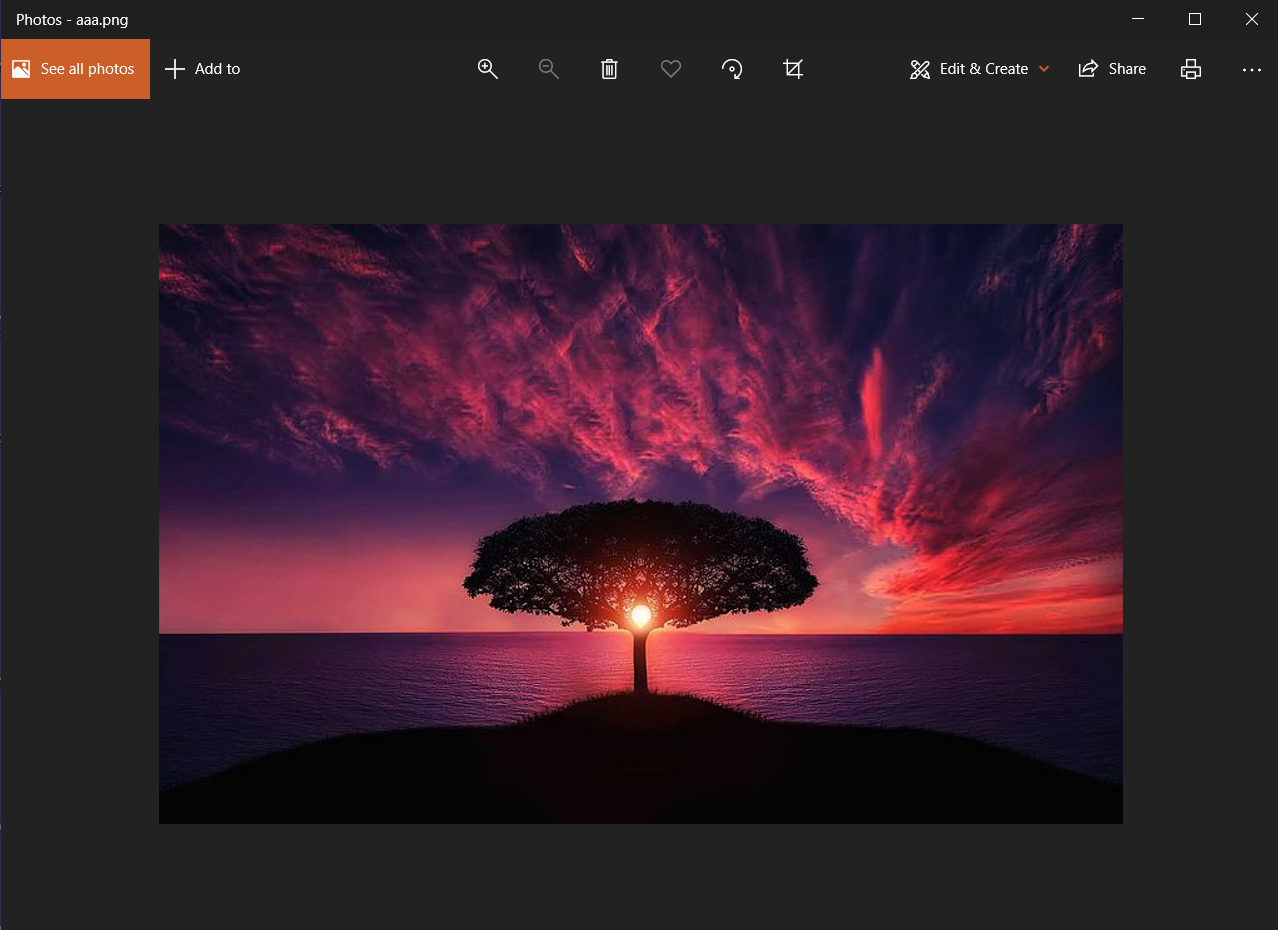 Photos - aaa.png
See all photos
Add to
Edit & Create
Share